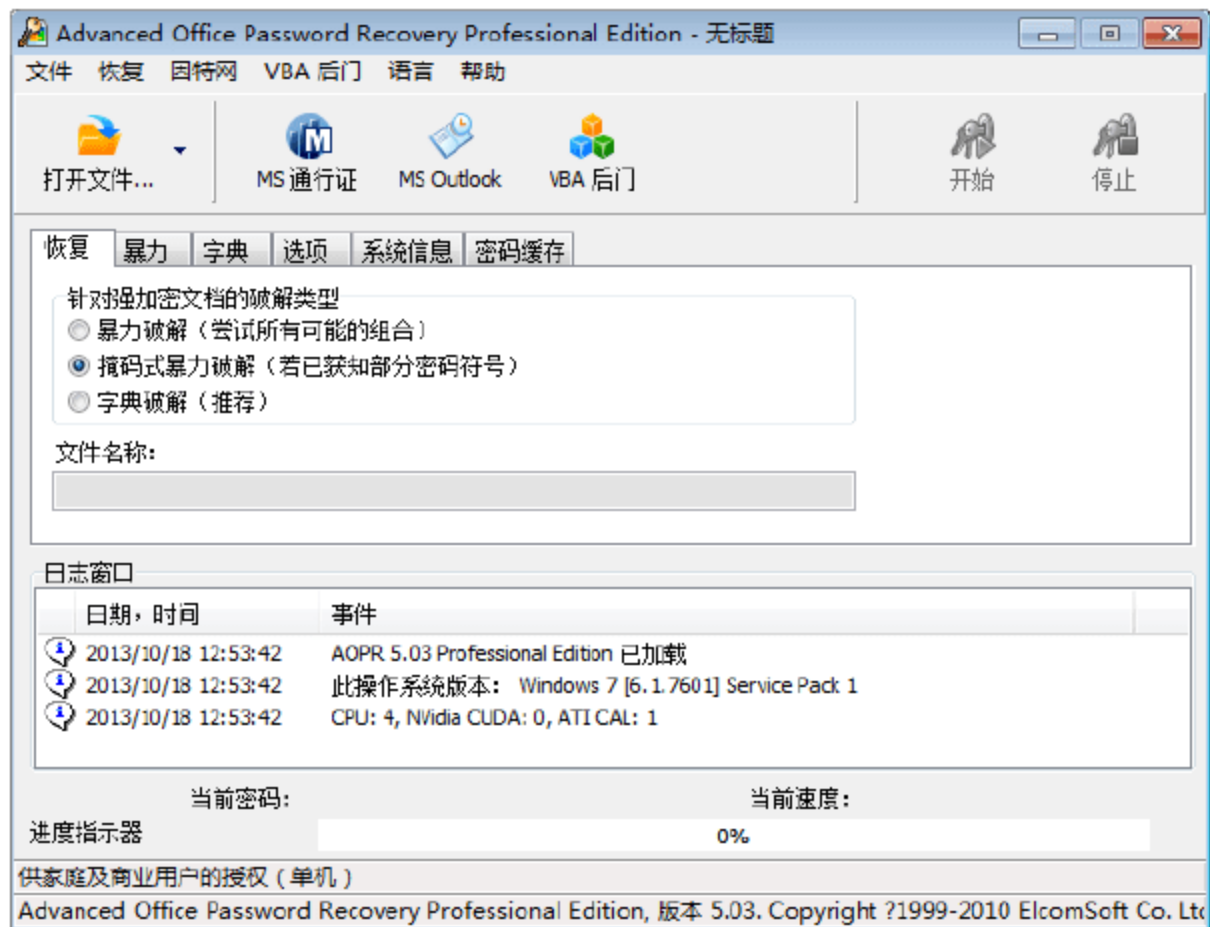 Advanced Office Password Recovery Professional Edition - 无标题
文件 恢复 因特网 VBA 后门 语言 帮助
打开文件... MS 通行证 MS Outlook VBA 后门 开始 停止
恢复 暴力 字典 选项 系统信息 密码缓存
针对强加密文档的破解类型
暴力破解（尝试所有可能的组合）
掩码式暴力破解（若已获知部分密码符号）
字典破解（推荐）
文件名称:
日志窗口
日期，时间 事件
2013/10/18 12:53:42 AOPR 5.03 Professional Edition 已加载
2013/10/18 12:53:42 此操作系统版本： Windows 7 [6.1.7601] Service Pack 1
2013/10/18 12:53:42 CPU: 4, NVidia CUDA: 0, ATI CAL: 1
当前密码: 当前速度:
进度指示器 0%
供家庭及商业用户的授权 ( 单机 )
Advanced Office Password Recovery Professional Edition, 版本 5.03. Copyright ?1999-2010 ElcomSoft Co. Ltd